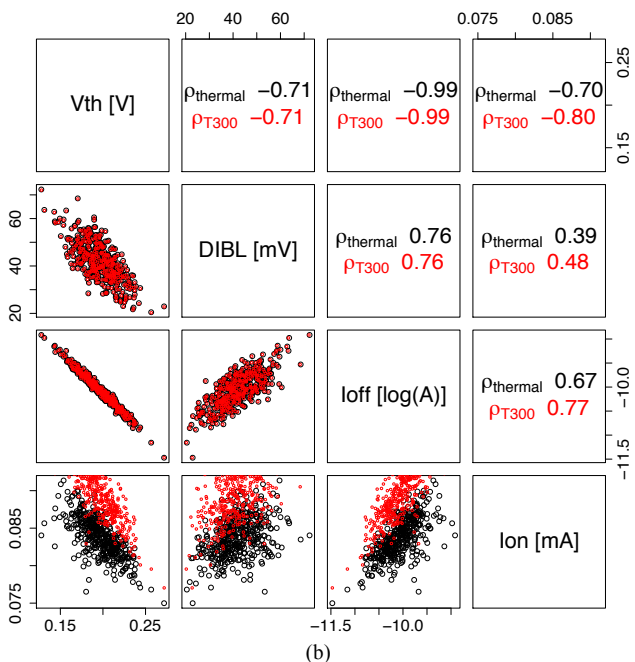 20 40 60
0.075 0.085
Vth [V]
ρthermal −0.71
ρT300 −0.71
ρthermal −0.99
ρT300 −0.99
ρthermal −0.70
ρT300 −0.80
0.15 0.25
20 40 60
DIBL [mV]
ρthermal 0.76
ρT300 0.76
ρthermal 0.39
ρT300 0.48
Ioff [log(A)]
ρthermal 0.67
ρT300 0.77
−11.5 −10.0
0.075 0.085
Ion [mA]
0.15 0.25
−11.5 −10.0
(b)